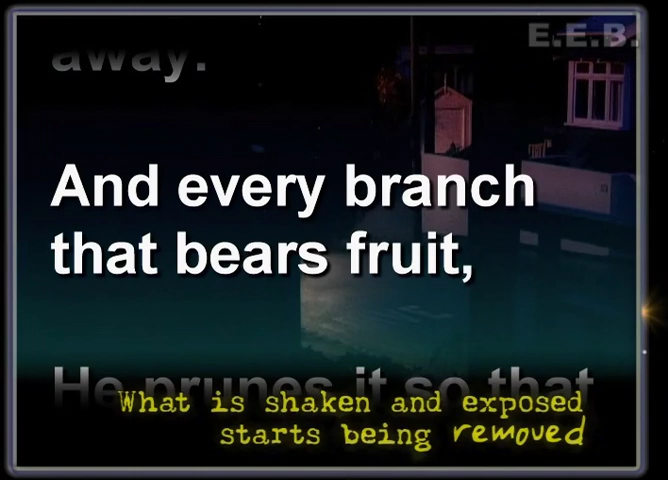 E.E.B.
away.
And every branch
that bears fruit,
He prunes it so that
What is shaken and exposed
starts being removed